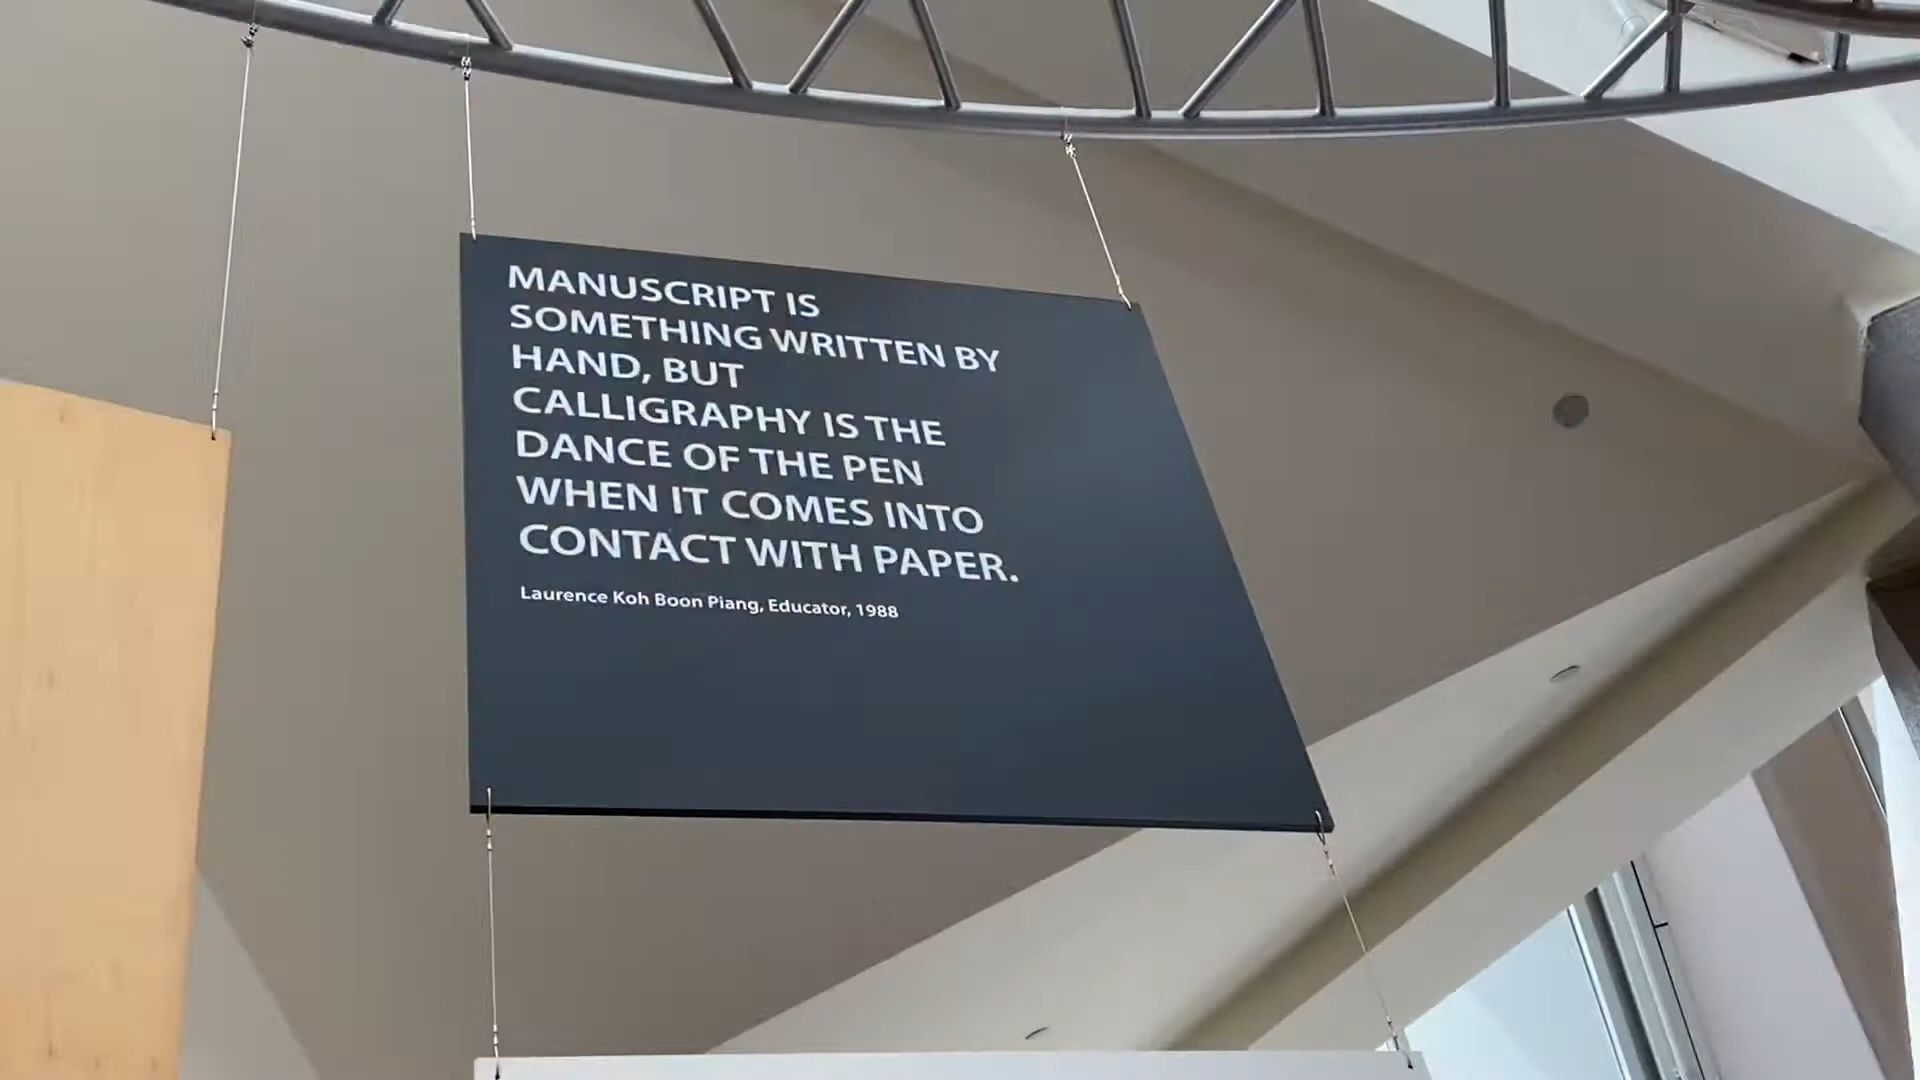 MANUSCRIPT IS
SOMETHING WRITTEN BY
HAND, BUT
CALLIGRAPHY IS THE
DANCE OF THE PEN
WHEN IT COMES INTO
CONTACT WITH PAPER.
Laurence Koh Boon Piang, Educator, 1988